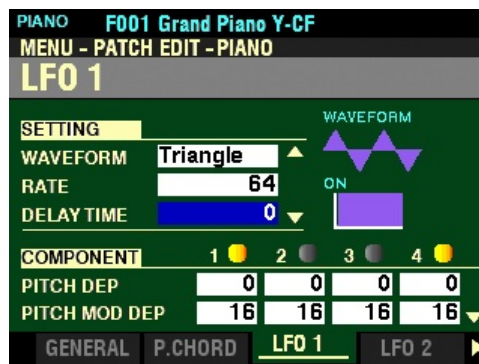 PIANO F001 Grand Piano Y-CF
MENU - PATCH EDIT - PIANO
LFO 1
WAVEFORM
SETTING
WAVEFORM Triangle
RATE 64
ON
DELAY TIME 0
COMPONENT 1 2 3 4
PITCH DEP 0 0 0 0
PITCH MOD DEP 16 16 16 16
GENERAL P.CHORD LFO 1 LFO 2